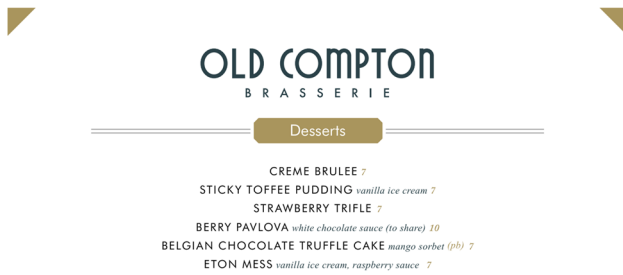 OLD COMPTON
BRASSERIE
Desserts
CREME BRULEE 7
STICKY TOFFEE PUDDING vanilla ice cream 7
STRAWBERRY TRIFLE 7
BERRY PAVLOVA white chocolate sauce (to share) 10
BELGIAN CHOCOLATE TRUFFLE CAKE mango sorbet (pb) 7
ETON MESS vanilla ice cream, raspberry sauce 7